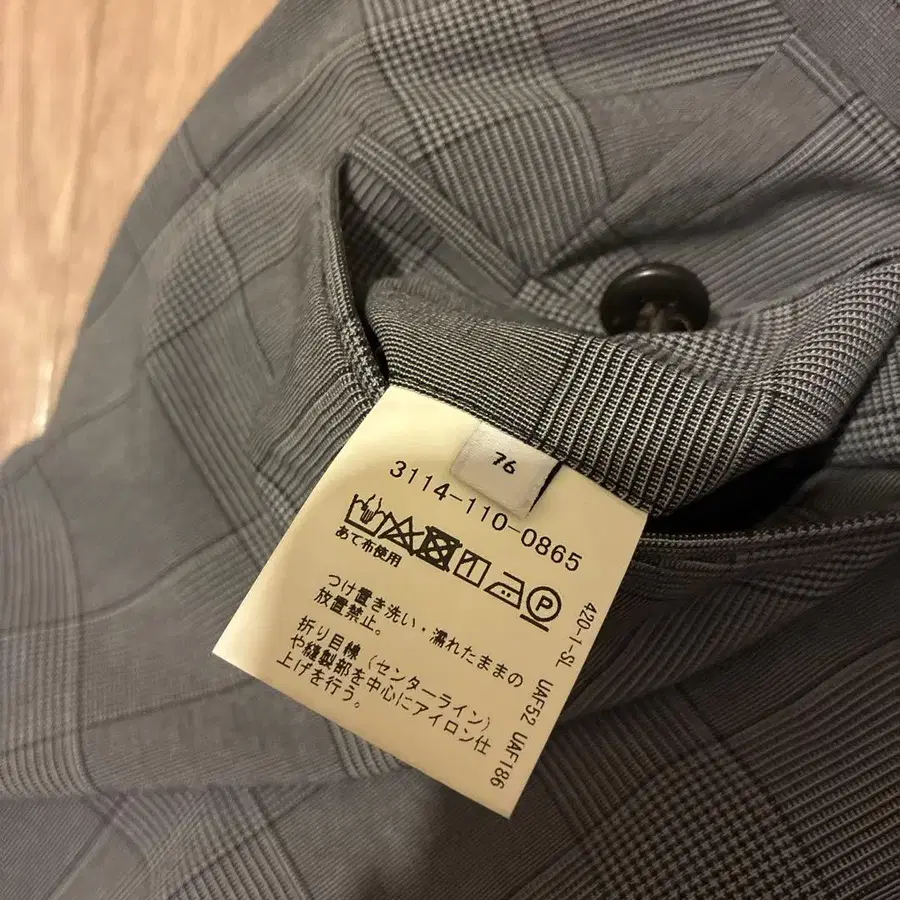 76
3114-110-0865
P
あて布使用
つけ置き洗い・濡れたままの
放置禁止。
折り目線(センターライン)
や縫製部を中心にアイロン仕
上げを行う。
420-1-SL UAF52 UAF186